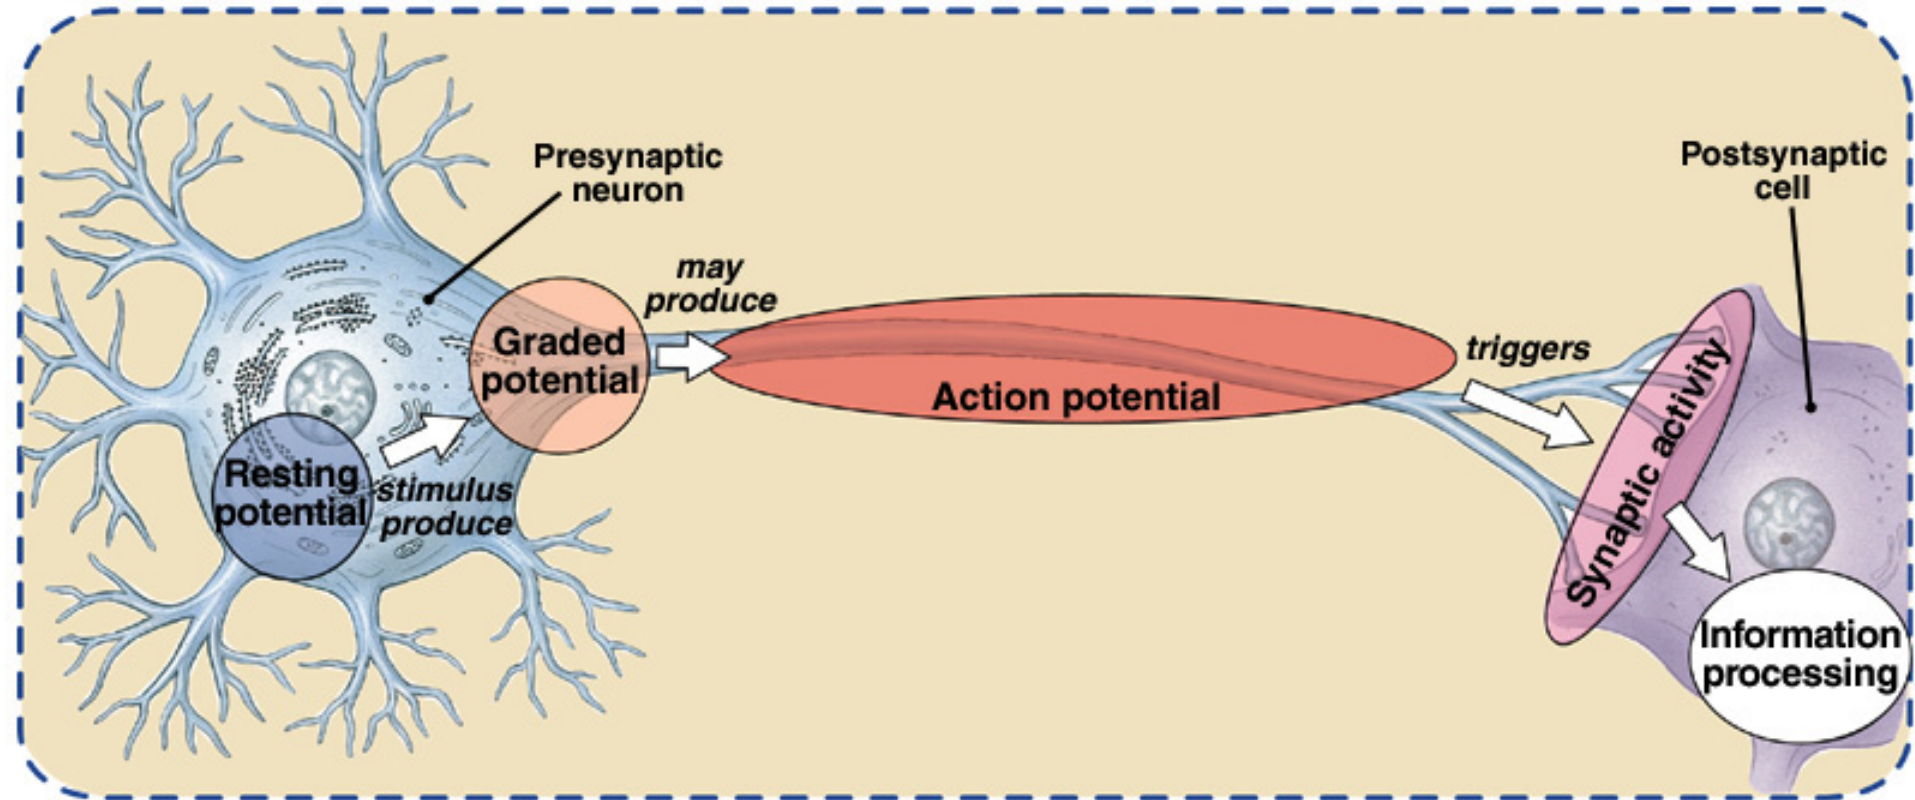 Presynaptic
neuron
Postsynaptic
cell
may
produce
Graded
potential
Action potential
triggers
Synaptic activity
Resting
potential
stimulus
produce
Information
processing